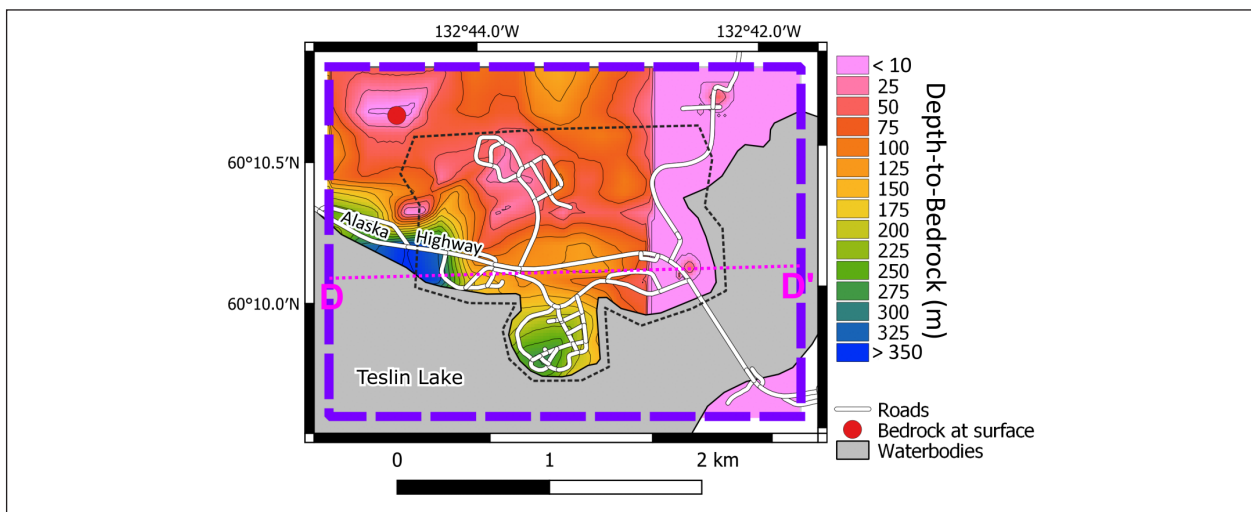 132°44.0′W
132°42.0′W
60°10.5′N
60°10.0′N
Alaska
Highway
D
D'
Teslin Lake
0
1
2 km
< 10
25
50
75
100
125
150
175
200
225
250
275
300
325
> 350
Depth-to-Bedrock (m)
Roads
Bedrock at surface
Waterbodies